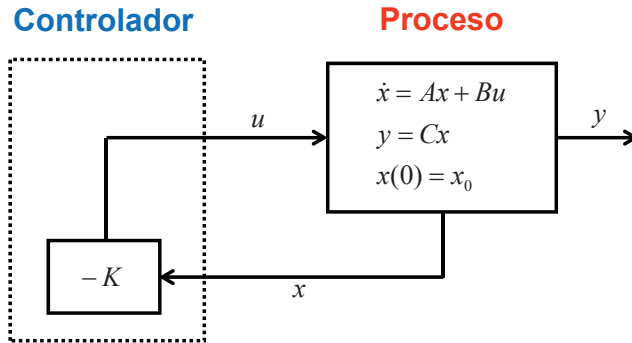 Controlador
Proceso
ẋ = Ax + Bu
y = Cx
x(0) = x₀
u
y
− K
x